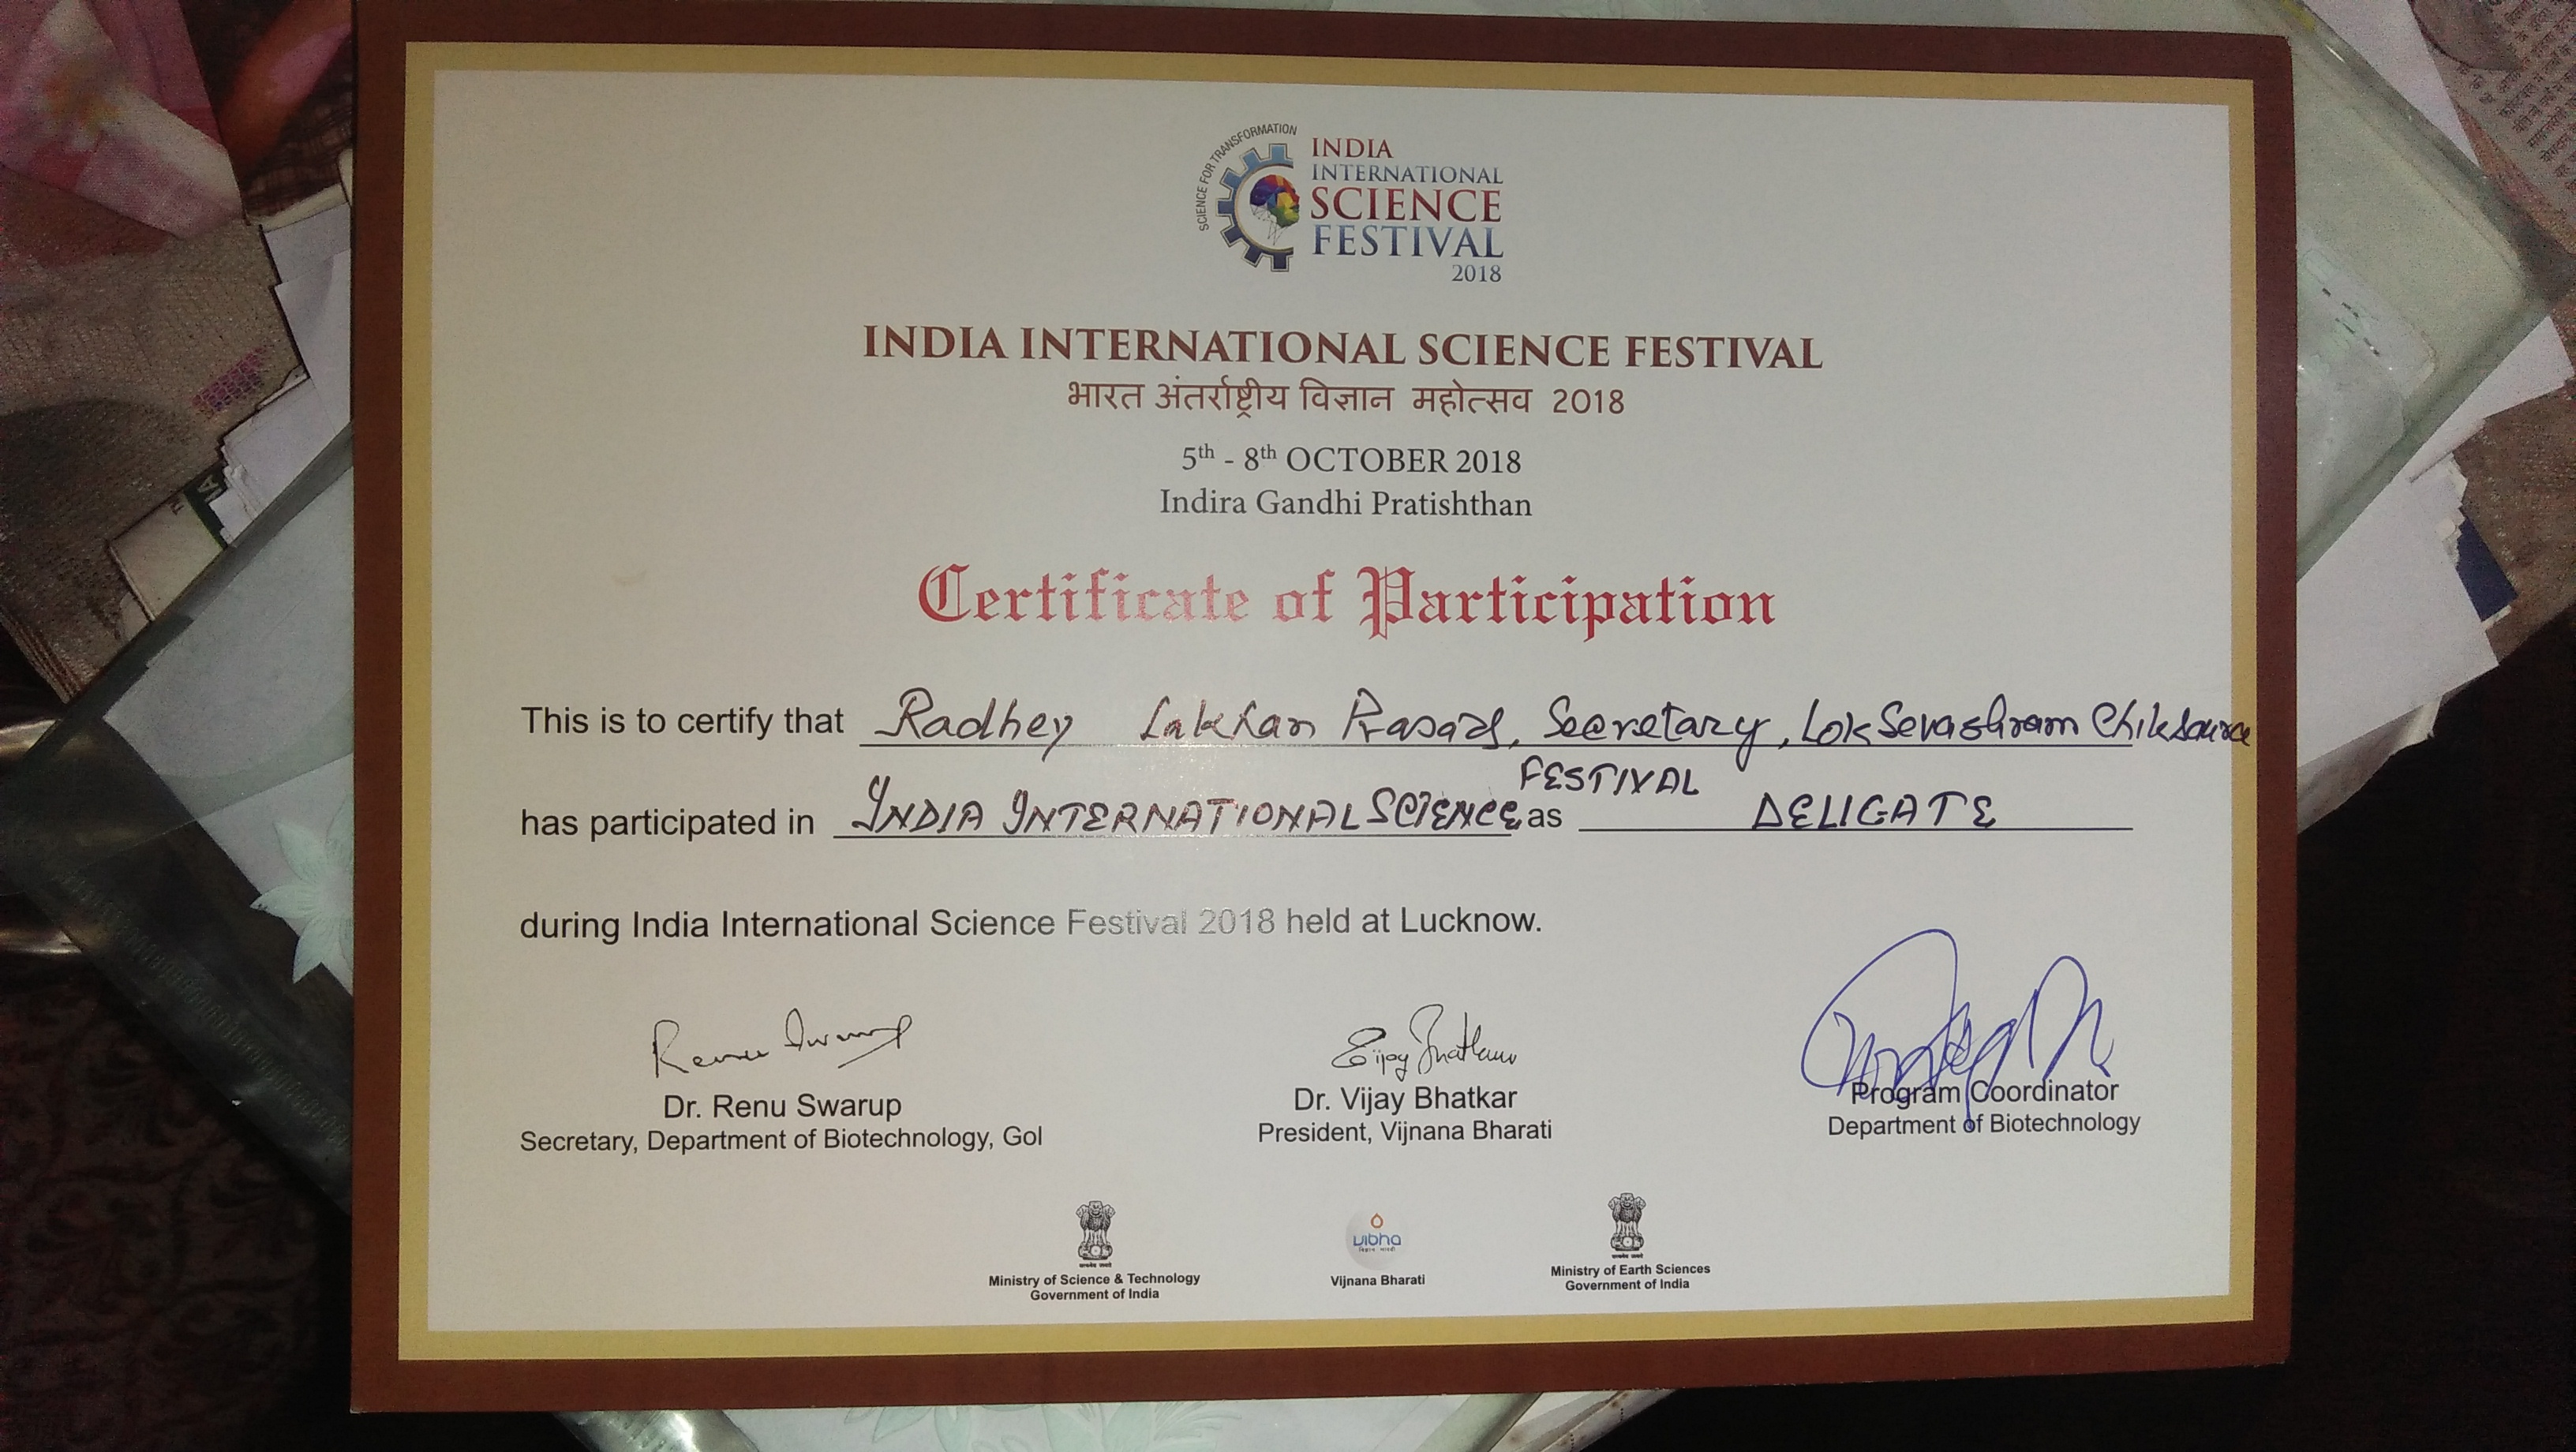 SCIENCE FOR TRANSFORMATION
INDIA
INTERNATIONAL
SCIENCE
FESTIVAL
2018
INDIA INTERNATIONAL SCIENCE FESTIVAL
भारत अंतर्राष्ट्रीय विज्ञान महोत्सव 2018
5th - 8th OCTOBER 2018
Indira Gandhi Pratishthan
Certificate of Participation
This is to certify that Radhey Lakhan Prasad, Secretary, Lok Sevashram Chiksaura
FESTIVAL
has participated in INDIA INTERNATIONAL SCIENCE as DELIGATE
during India International Science Festival 2018 held at Lucknow.
Renu Swarup
Vijay Bhatkar
Dr. Renu Swarup
Secretary, Department of Biotechnology, GoI
Dr. Vijay Bhatkar
President, Vijnana Bharati
Program Coordinator
Department of Biotechnology
Ministry of Science & Technology
Government of India
vibha
Vijnana Bharati
Ministry of Earth Sciences
Government of India